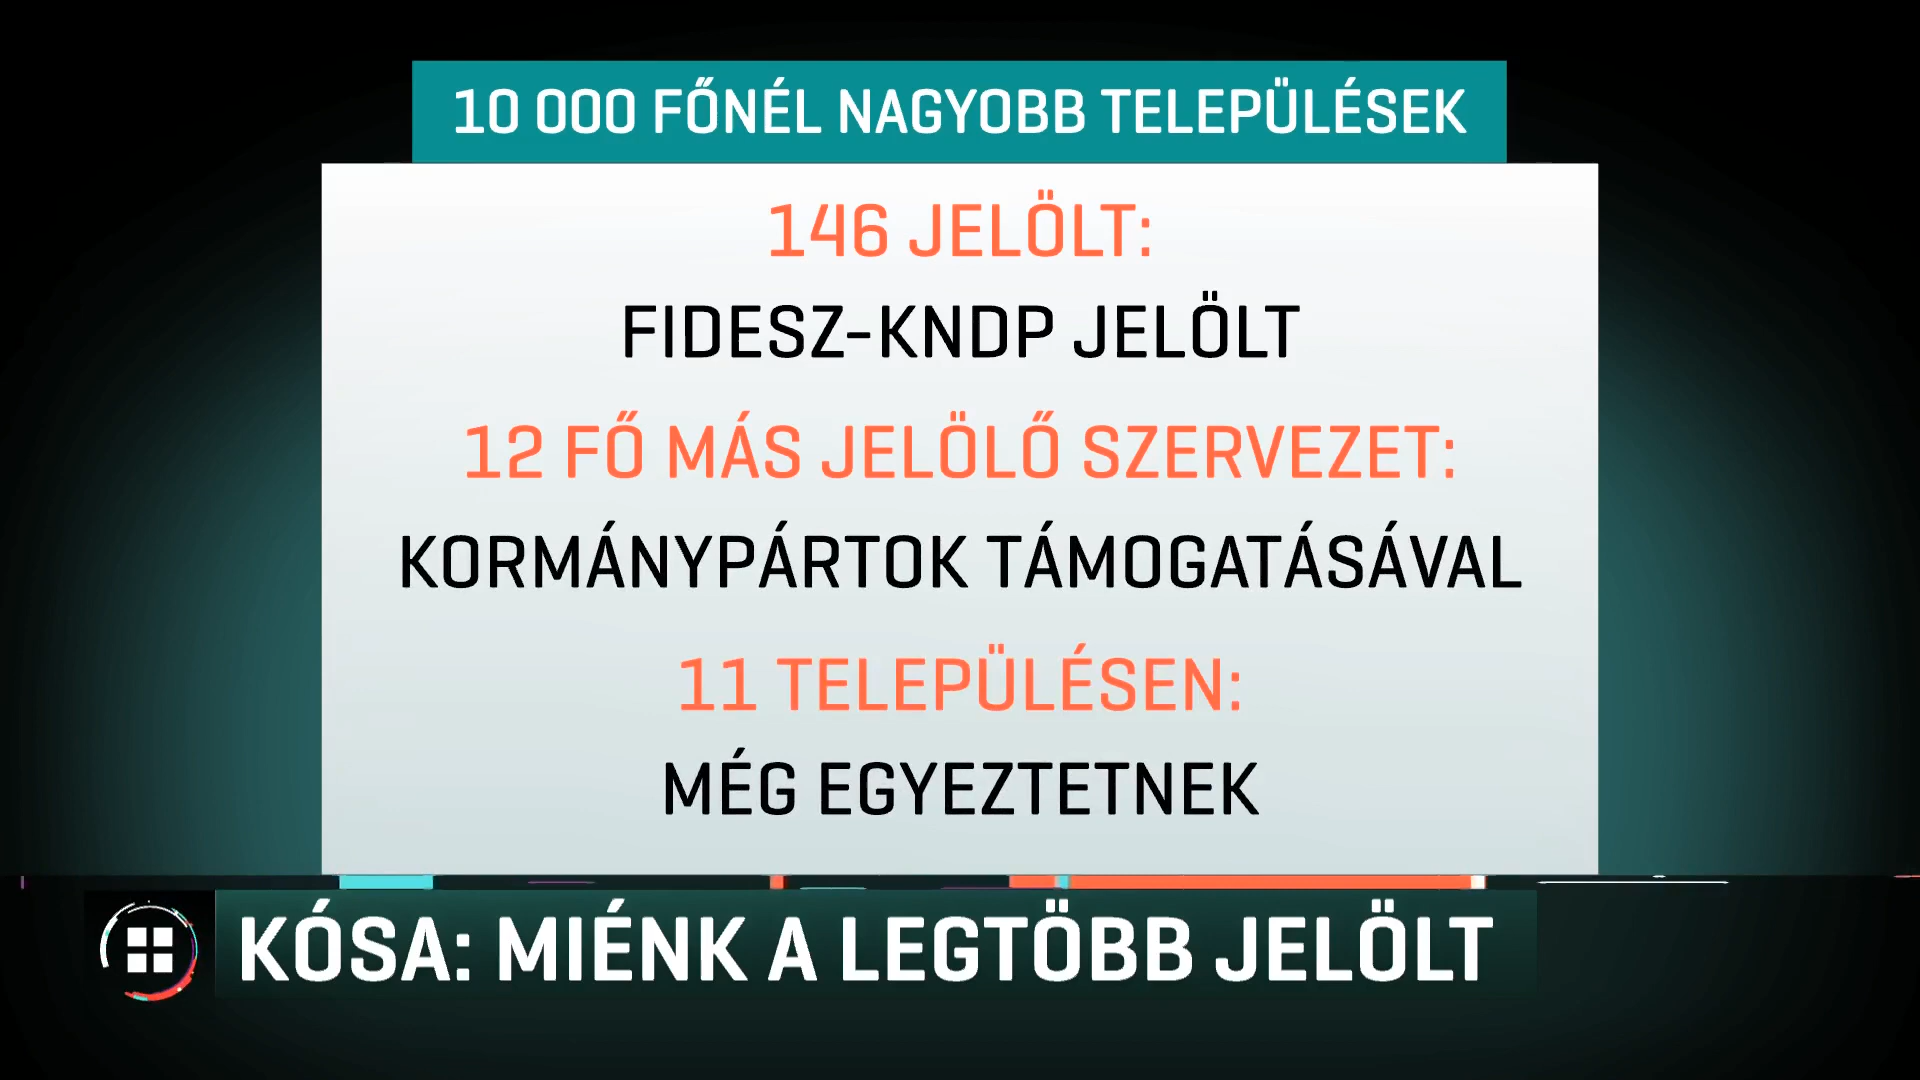 10 000 FŐNÉL NAGYOBB TELEPÜLÉSEK
146 JELÖLT:
FIDESZ-KNDP JELÖLT
12 FŐ MÁS JELÖLŐ SZERVEZET:
KORMÁNYPÁRTOK TÁMOGATÁSÁVAL
11 TELEPÜLÉSEN:
MÉG EGYEZTETNEK
KÓSA: MIÉNK A LEGTÖBB JELÖLT